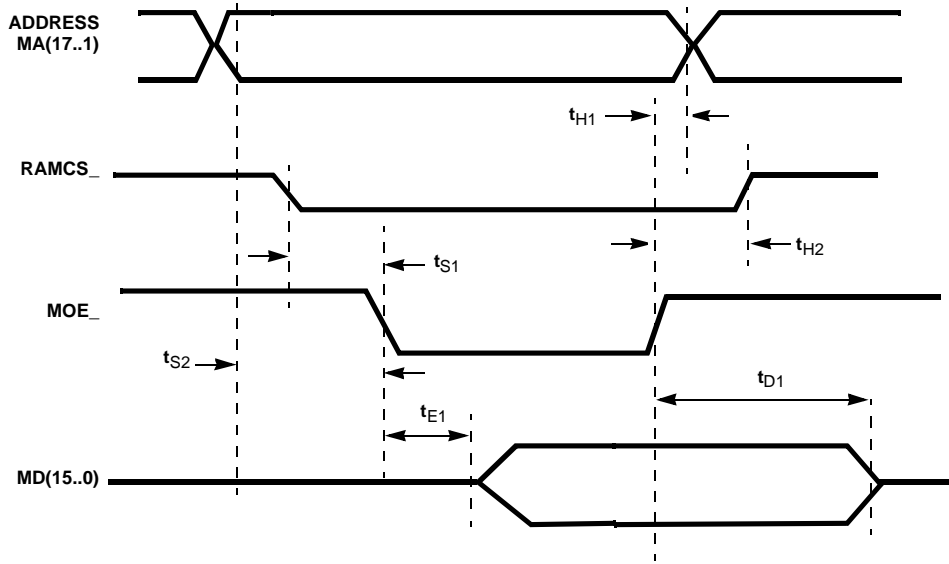 ADDRESS
MA(17..1)
tH1
RAMCS_
tH2
tS1
MOE_
tS2
tD1
tE1
MD(15..0)